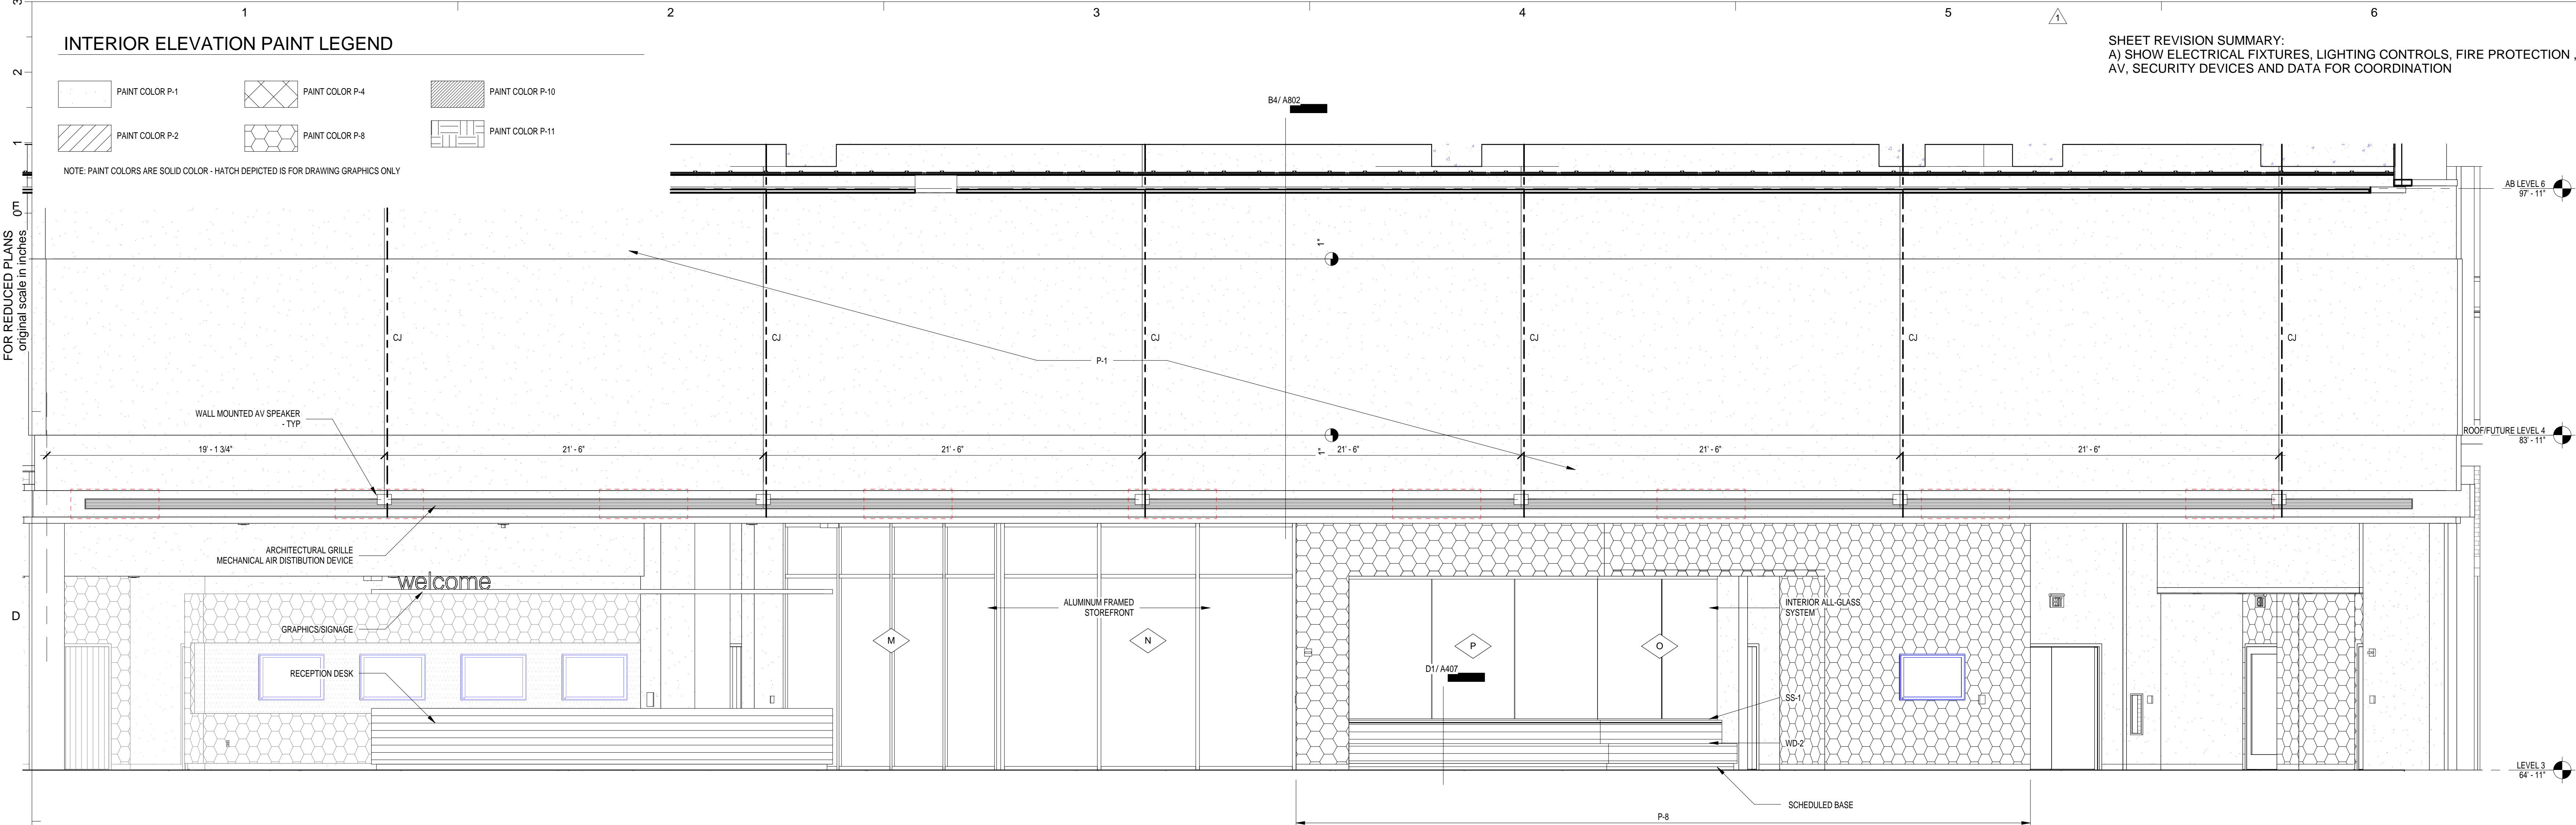 1 2 3 4 5 6
3
2
1
0
E
D
FOR REDUCED PLANS
original scale in inches
INTERIOR ELEVATION PAINT LEGEND
PAINT COLOR P-1
PAINT COLOR P-4
PAINT COLOR P-10
PAINT COLOR P-2
PAINT COLOR P-8
PAINT COLOR P-11
NOTE: PAINT COLORS ARE SOLID COLOR - HATCH DEPICTED IS FOR DRAWING GRAPHICS ONLY
1
SHEET REVISION SUMMARY:
A) SHOW ELECTRICAL FIXTURES, LIGHTING CONTROLS, FIRE PROTECTION ,
AV, SECURITY DEVICES AND DATA FOR COORDINATION
B4/ A802
AB LEVEL 6
97' - 11"
1"
CJ
CJ
CJ
CJ
CJ
CJ
P-1
WALL MOUNTED AV SPEAKER
- TYP
ROOF/FUTURE LEVEL 4
83' - 11"
19' - 1 3/4"
21' - 6"
21' - 6"
1"
21' - 6"
21' - 6"
21' - 6"
ARCHITECTURAL GRILLE
MECHANICAL AIR DISTIBUTION DEVICE
welcome
GRAPHICS/SIGNAGE
RECEPTION DESK
ALUMINUM FRAMED
STOREFRONT
M
N
P
O
INTERIOR ALL-GLASS
SYSTEM
D1/ A407
SS-1
WD-2
SCHEDULED BASE
LEVEL 3
64' - 11"
P-8